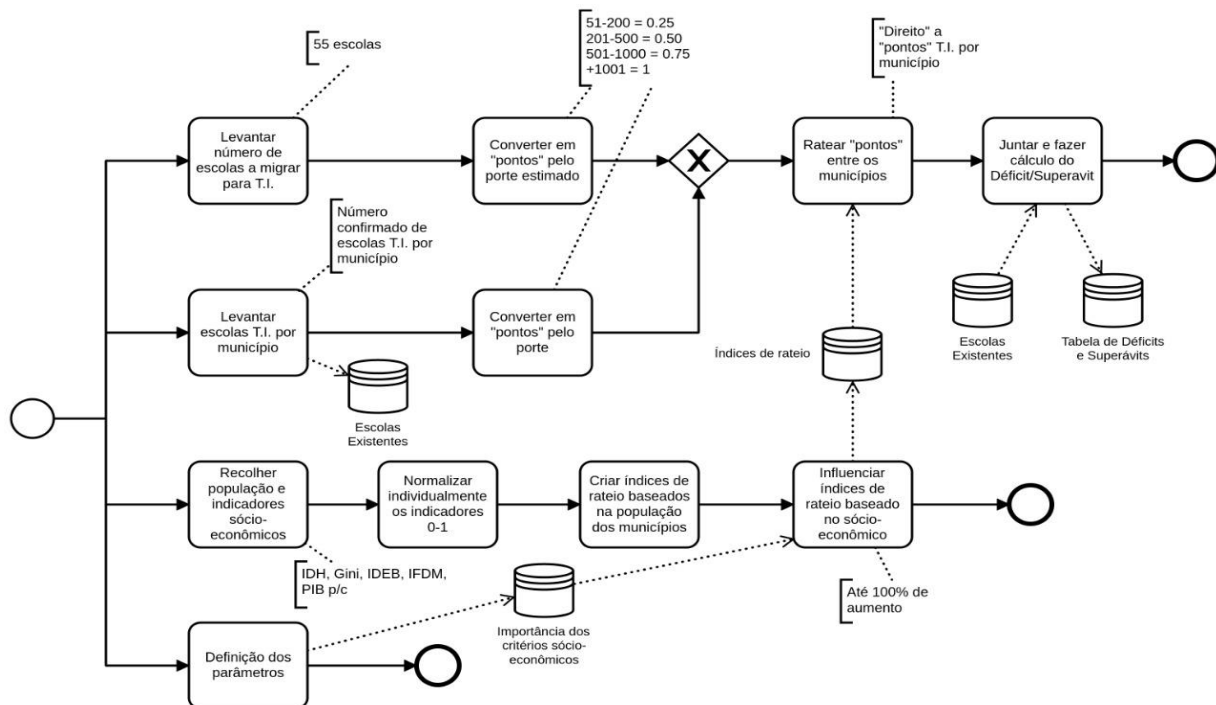 55 escolas
51-200 = 0.25
201-500 = 0.50
501-1000 = 0.75
+1001 = 1
"Direito" a
"pontos" T.I. por
município
Levantar
número de
escolas a migrar
para T.I.
Converter em
"pontos" pelo
porte estimado
X
Ratear "pontos"
entre os
municípios
Juntar e fazer
cálculo do
Déficit/Superavit
Número
confirmado de
escolas T.I. por
município
Levantar
escolas T.I. por
município
Converter em
"pontos" pelo
porte
Índices de rateio
Escolas
Existentes
Tabela de Déficits
e Superávits
Escolas
Existentes
Recolher
população e
indicadores
sócio-
econômicos
Normalizar
individualmente
os indicadores
0-1
Criar índices de
rateio baseados
na população
dos municípios
Influenciar
índices de
rateio baseado
no sócio-
econômico
IDH, Gini, IDEB, IFDM,
PIB p/c
Até 100% de
aumento
Importância dos
critérios sócio-
econômicos
Definição dos
parâmetros